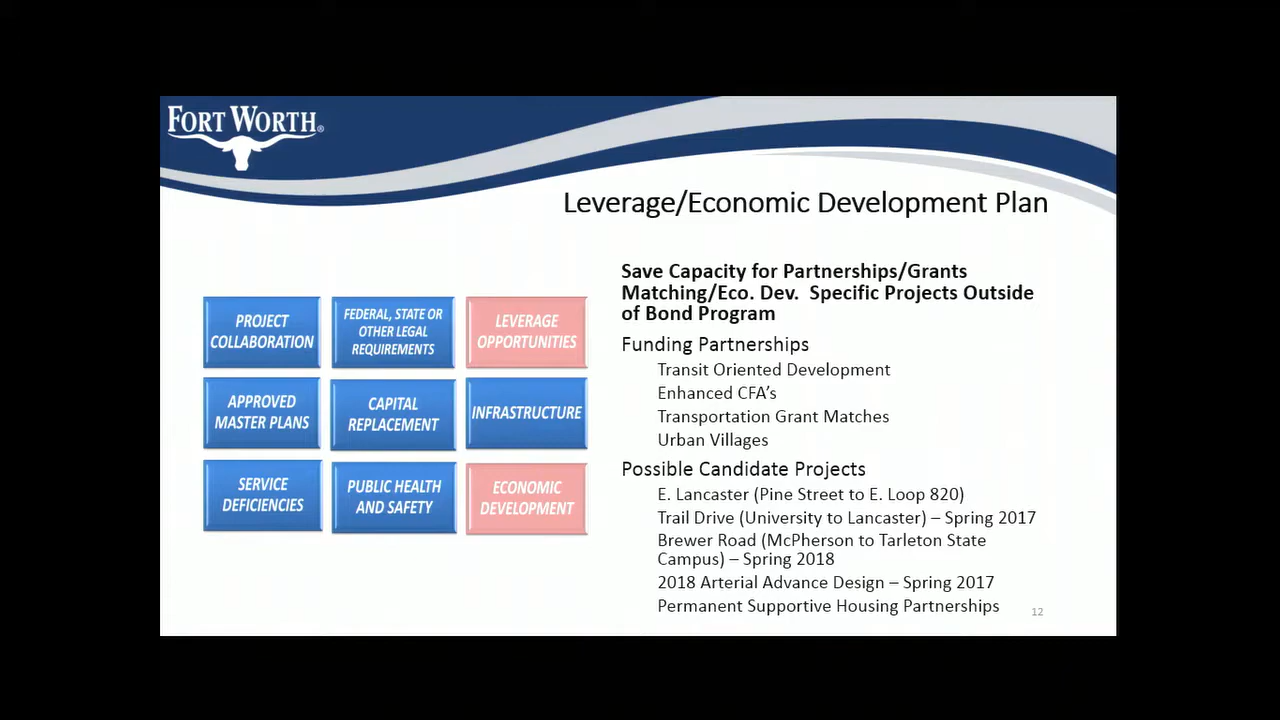 FORT WORTH®
Leverage/Economic Development Plan
PROJECT
COLLABORATION
FEDERAL, STATE OR
OTHER LEGAL
REQUIREMENTS
LEVERAGE
OPPORTUNITIES
APPROVED
MASTER PLANS
CAPITAL
REPLACEMENT
INFRASTRUCTURE
SERVICE
DEFICIENCIES
PUBLIC HEALTH
AND SAFETY
ECONOMIC
DEVELOPMENT
Save Capacity for Partnerships/Grants
Matching/Eco. Dev. Specific Projects Outside
of Bond Program
Funding Partnerships
Transit Oriented Development
Enhanced CFA's
Transportation Grant Matches
Urban Villages
Possible Candidate Projects
E. Lancaster (Pine Street to E. Loop 820)
Trail Drive (University to Lancaster) – Spring 2017
Brewer Road (McPherson to Tarleton State
Campus) – Spring 2018
2018 Arterial Advance Design – Spring 2017
Permanent Supportive Housing Partnerships
12